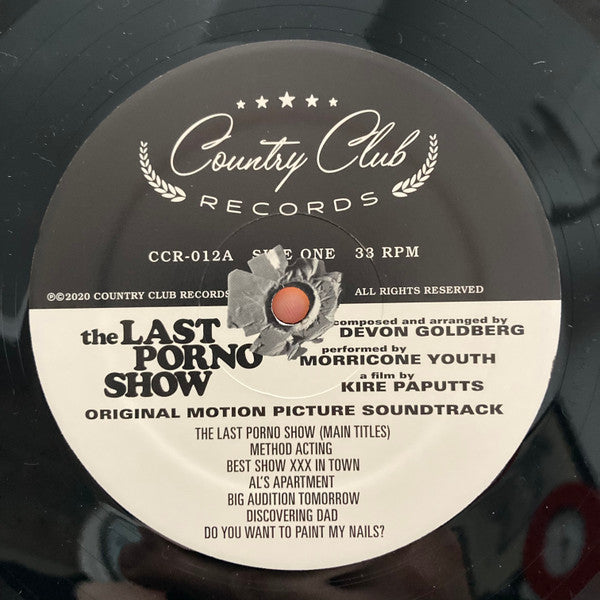 Country Club
RECORDS
CCR-012A SIDE ONE 33 RPM
℗©2020 COUNTRY CLUB RECORDS ALL RIGHTS RESERVED
the LAST
PORNO
SHOW
composed and arranged by
DEVON GOLDBERG
performed by
MORRICONE YOUTH
a film by
KIRE PAPUTTS
ORIGINAL MOTION PICTURE SOUNDTRACK
THE LAST PORNO SHOW (MAIN TITLES)
METHOD ACTING
BEST SHOW XXX IN TOWN
AL'S APARTMENT
BIG AUDITION TOMORROW
DISCOVERING DAD
DO YOU WANT TO PAINT MY NAILS?